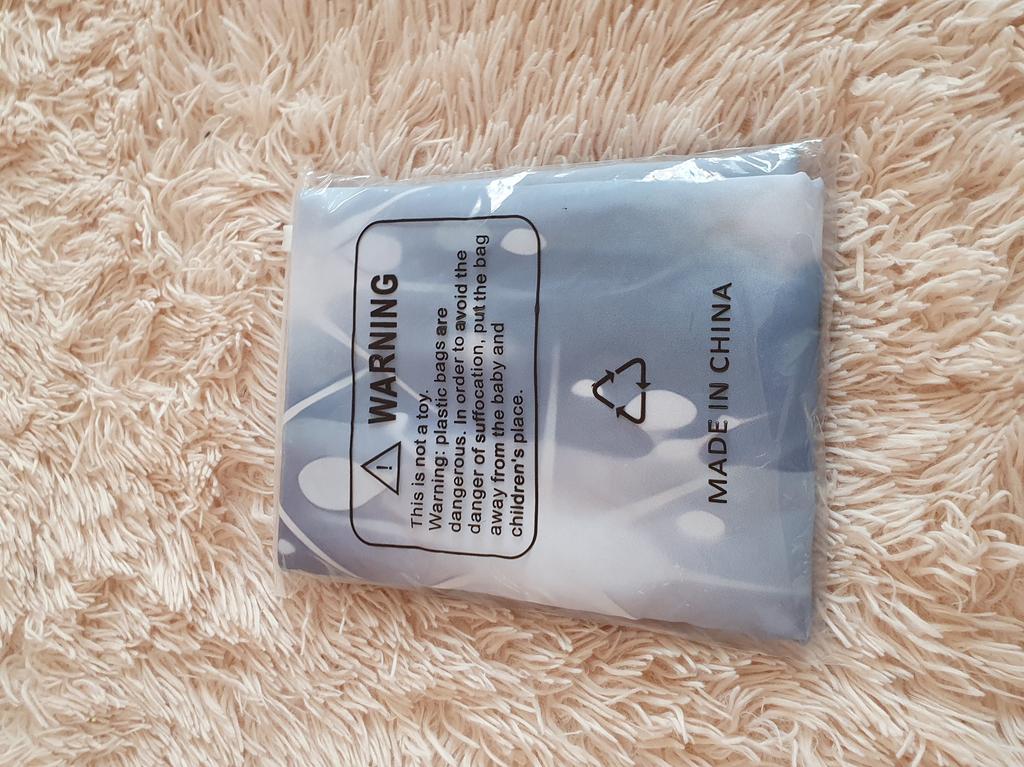 WARNING
This is not a toy.
Warning: plastic bags are
dangerous. In order to avoid the
danger of suffocation, put the bag
away from the baby and
children's place.
MADE IN CHINA